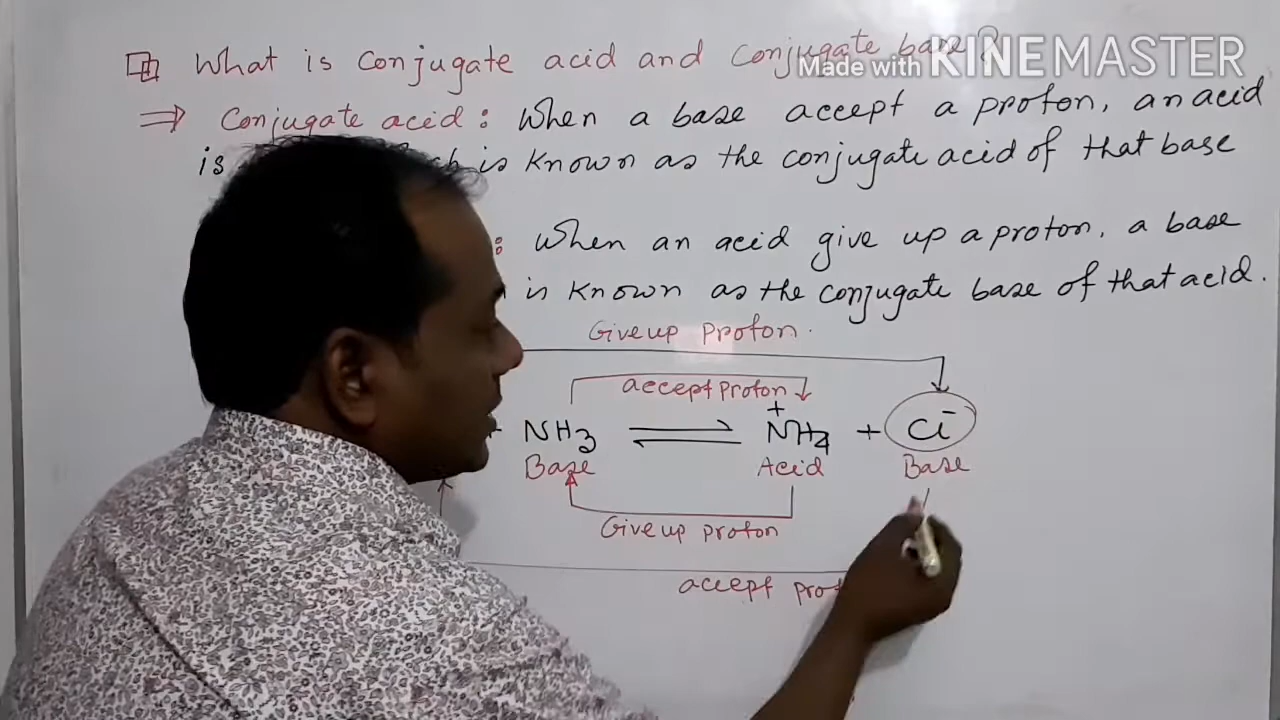 What is conjugate acid and conjugate base?
Made with KINEMASTER
⇒ Conjugate acid: When a base accept a proton, an acid
is is known as the conjugate acid of that base
: When an acid give up a proton, a base
is known as the conjugate base of that acid.
Give up proton.
accept proton
+ NH3 ⇌ N⁺H4 + Cl⁻
Base Acid Base
Give up proton
accept